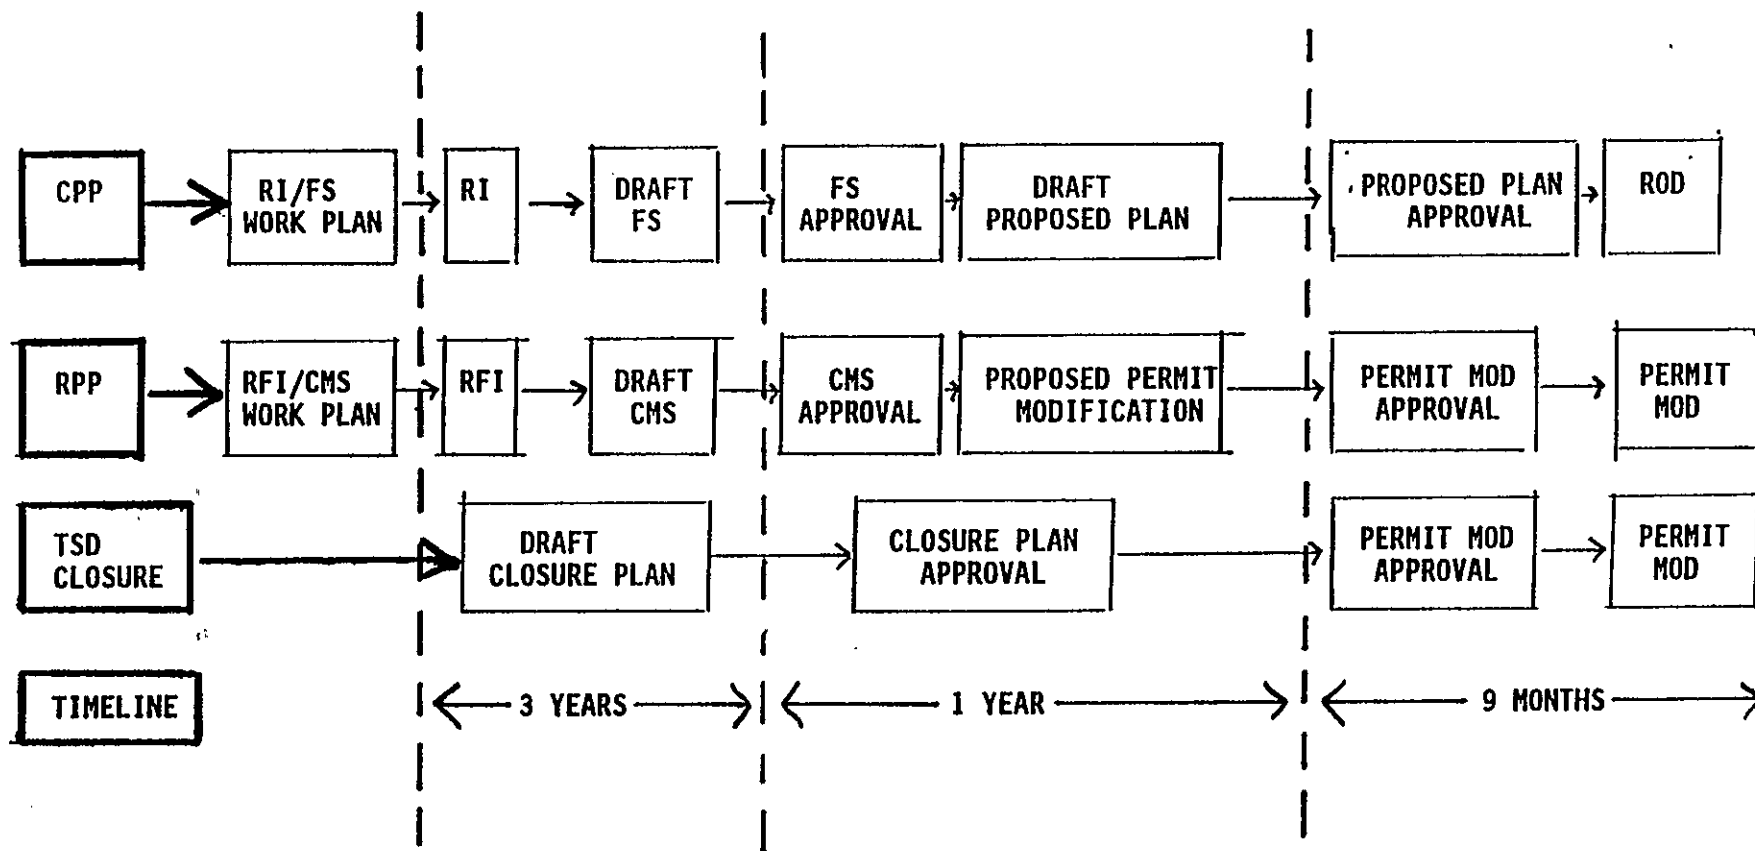 CPP
RI/FS
WORK PLAN
RI
DRAFT
FS
FS
APPROVAL
DRAFT
PROPOSED PLAN
PROPOSED PLAN
APPROVAL
ROD
RPP
RFI/CMS
WORK PLAN
RFI
DRAFT
CMS
CMS
APPROVAL
PROPOSED PERMIT
MODIFICATION
PERMIT MOD
APPROVAL
PERMIT
MOD
TSD
CLOSURE
DRAFT
CLOSURE PLAN
CLOSURE PLAN
APPROVAL
PERMIT MOD
APPROVAL
PERMIT
MOD
TIMELINE
3 YEARS
1 YEAR
9 MONTHS